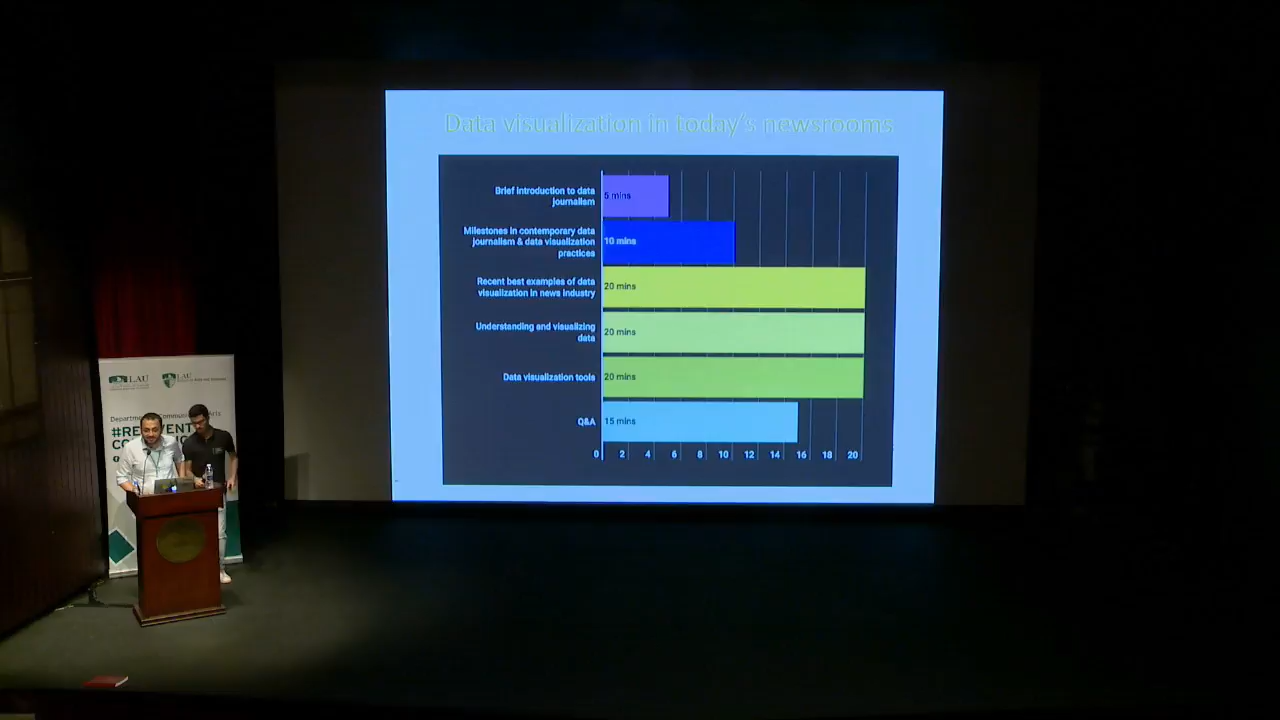 Data visualization in today's newsrooms
Brief introduction to data
journalism
5 mins
Milestones in contemporary data
journalism & data visualization
practices
10 mins
Recent best examples of data
visualization in news industry
20 mins
Understanding and visualizing
data
20 mins
Data visualization tools
20 mins
Q&A
15 mins
0 2 4 6 8 10 12 14 16 18 20
LAU
LAU